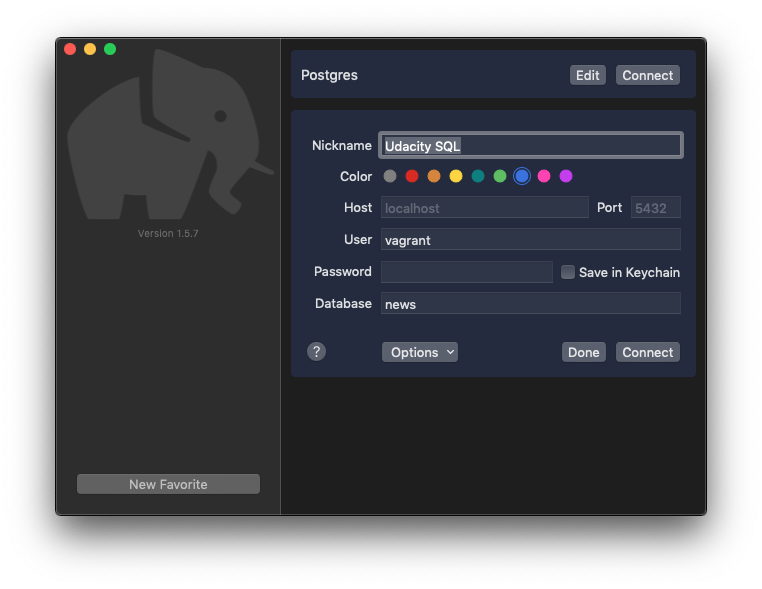 Version 1.5.7
New Favorite
Postgres Edit Connect
Nickname Udacity SQL
Color
Host localhost Port 5432
User vagrant
Password Save in Keychain
Database news
? Options Done Connect